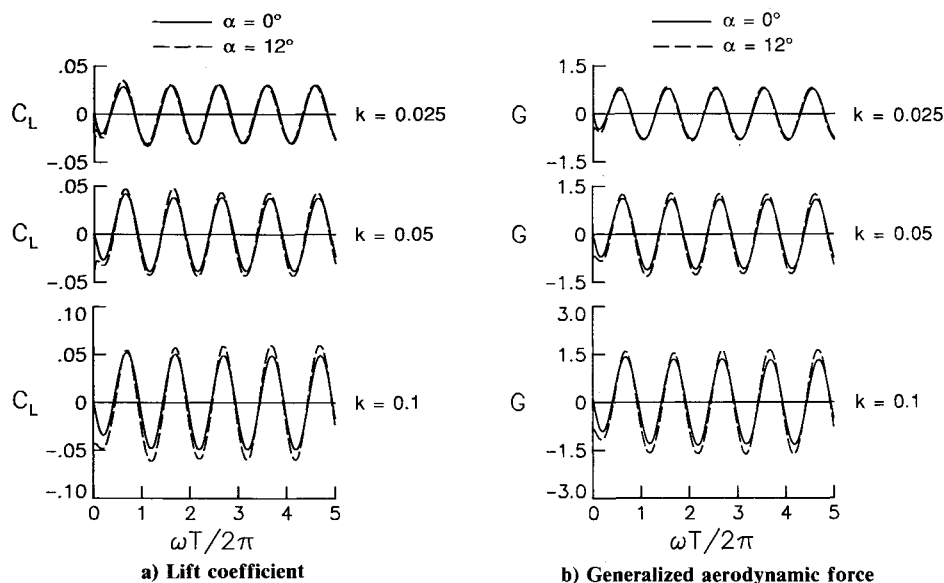 α = 0°
α = 12°
.05
0
-.05
C_L
k = 0.025
.05
0
-.05
C_L
k = 0.05
.10
.05
0
-.05
-.10
C_L
k = 0.1
0 1 2 3 4 5
ωT/2π
a) Lift coefficient
α = 0°
α = 12°
1.5
0
-1.5
G
k = 0.025
1.5
0
-1.5
G
k = 0.05
3.0
1.5
0
-1.5
-3.0
G
k = 0.1
0 1 2 3 4 5
ωT/2π
b) Generalized aerodynamic force